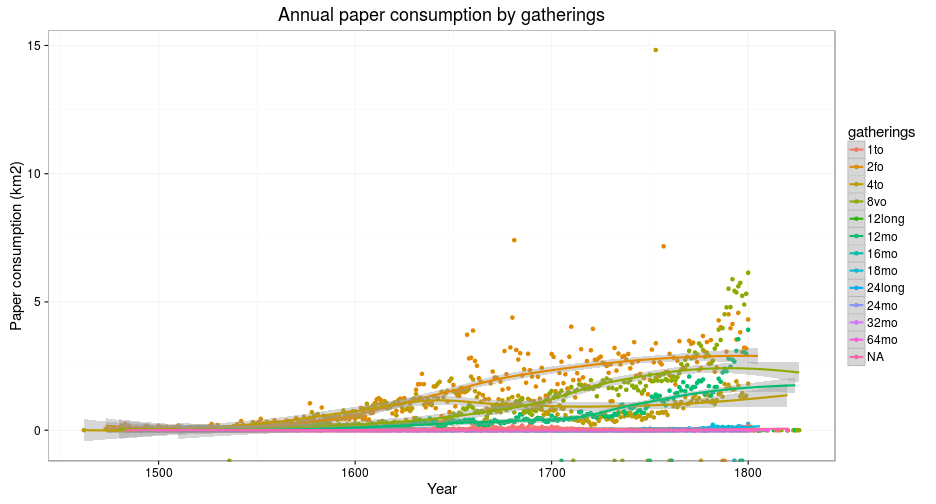 Annual paper consumption by gatherings
Paper consumption (km2)
15
10
5
0
1500
1600
1700
1800
Year
gatherings
1to
2fo
4to
8vo
12long
12mo
16mo
18mo
24long
24mo
32mo
64mo
NA